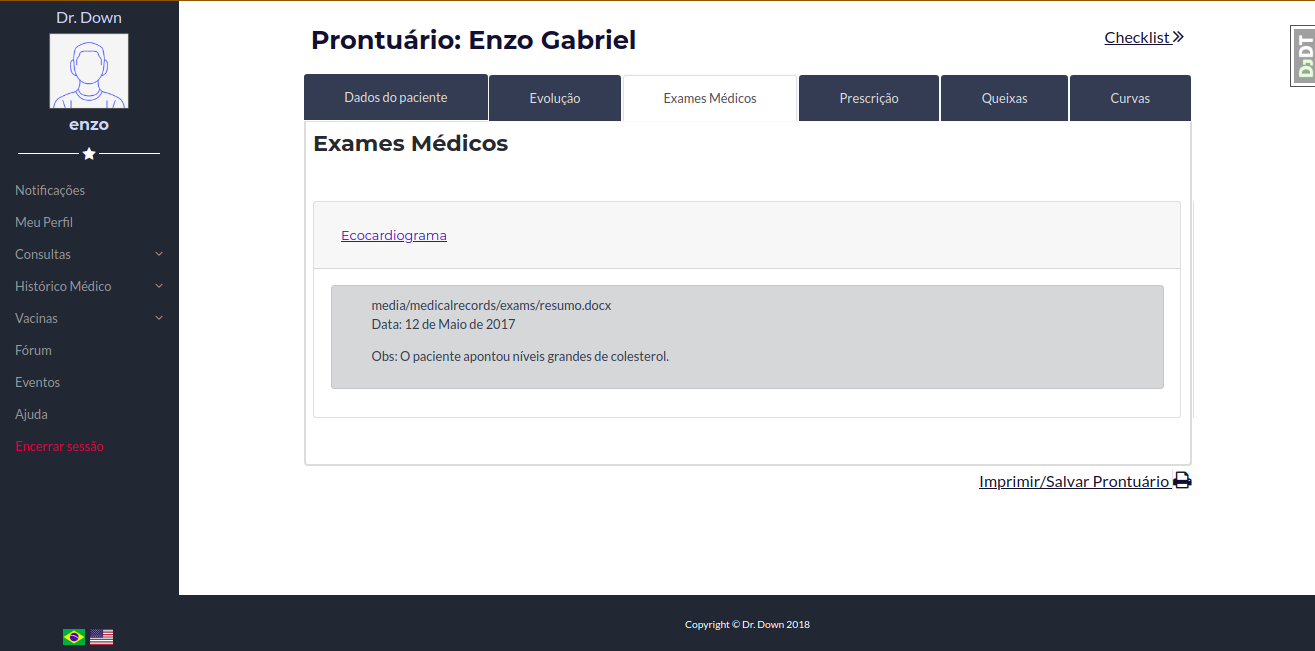 Dr. Down
enzo
Notificações
Meu Perfil
Consultas
Histórico Médico
Vacinas
Fórum
Eventos
Ajuda
Encerrar sessão
Prontuário: Enzo Gabriel
Checklist
DjDT
Dados do paciente
Evolução
Exames Médicos
Prescrição
Queixas
Curvas
Exames Médicos
Ecocardiograma
media/medicalrecords/exams/resumo.docx
Data: 12 de Maio de 2017
Obs: O paciente apontou níveis grandes de colesterol.
Imprimir/Salvar Prontuário
Copyright © Dr. Down 2018